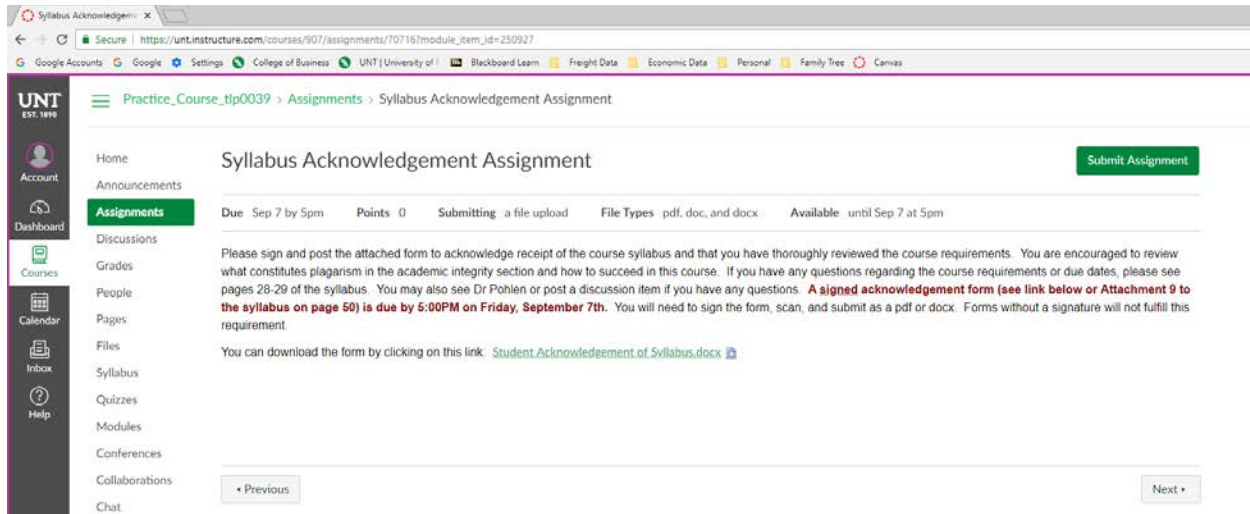 Syllabus Acknowledgem
Secure | https://unt.instructure.com/courses/907/assignments/70716?module_item_id=250927
Google Accounts Google Settings College of Business UNT | University of Blackboard Learn Freight Data Economic Data Personal Family Tree Canvas
UNT
EST. 1890
Practice_Course_tlp0039 > Assignments > Syllabus Acknowledgement Assignment
Account
Dashboard
Courses
Calendar
Inbox
Help
Home
Announcements
Assignments
Discussions
Grades
People
Pages
Files
Syllabus
Quizzes
Modules
Conferences
Collaborations
Chat
Syllabus Acknowledgement Assignment
Submit Assignment
Due Sep 7 by 5pm Points 0 Submitting a file upload File Types pdf, doc, and docx Available until Sep 7 at 5pm
Please sign and post the attached form to acknowledge receipt of the course syllabus and that you have thoroughly reviewed the course requirements. You are encouraged to review
what constitutes plagarism in the academic integrity section and how to succeed in this course. If you have any questions regarding the course requirements or due dates, please see
pages 28-29 of the syllabus. You may also see Dr Pohlen or post a discussion item if you have any questions. A signed acknowledgement form (see link below or Attachment 9 to
the syllabus on page 50) is due by 5:00PM on Friday, September 7th. You will need to sign the form, scan, and submit as a pdf or docx. Forms without a signature will not fulfill this
requirement.
You can download the form by clicking on this link: Student Acknowledgement of Syllabus.docx
◂ Previous
Next ▸